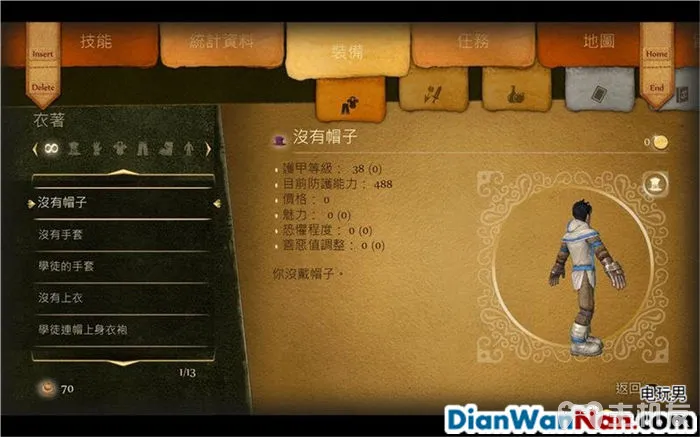 Insert
技能
統計資料
裝備
任務
地圖
Home
Delete
End
衣著
沒有帽子
0
護甲等級： 38 (0)
目前防護能力： 488
價格： 0
魅力： 0 (0)
恐懼程度： 0 (0)
善惡值調整： 0 (0)
你沒戴帽子。
沒有帽子
沒有手套
學徒的手套
沒有上衣
學徒連帽上身衣袍
1/13
70
返回
电玩男
DianWanNan.com